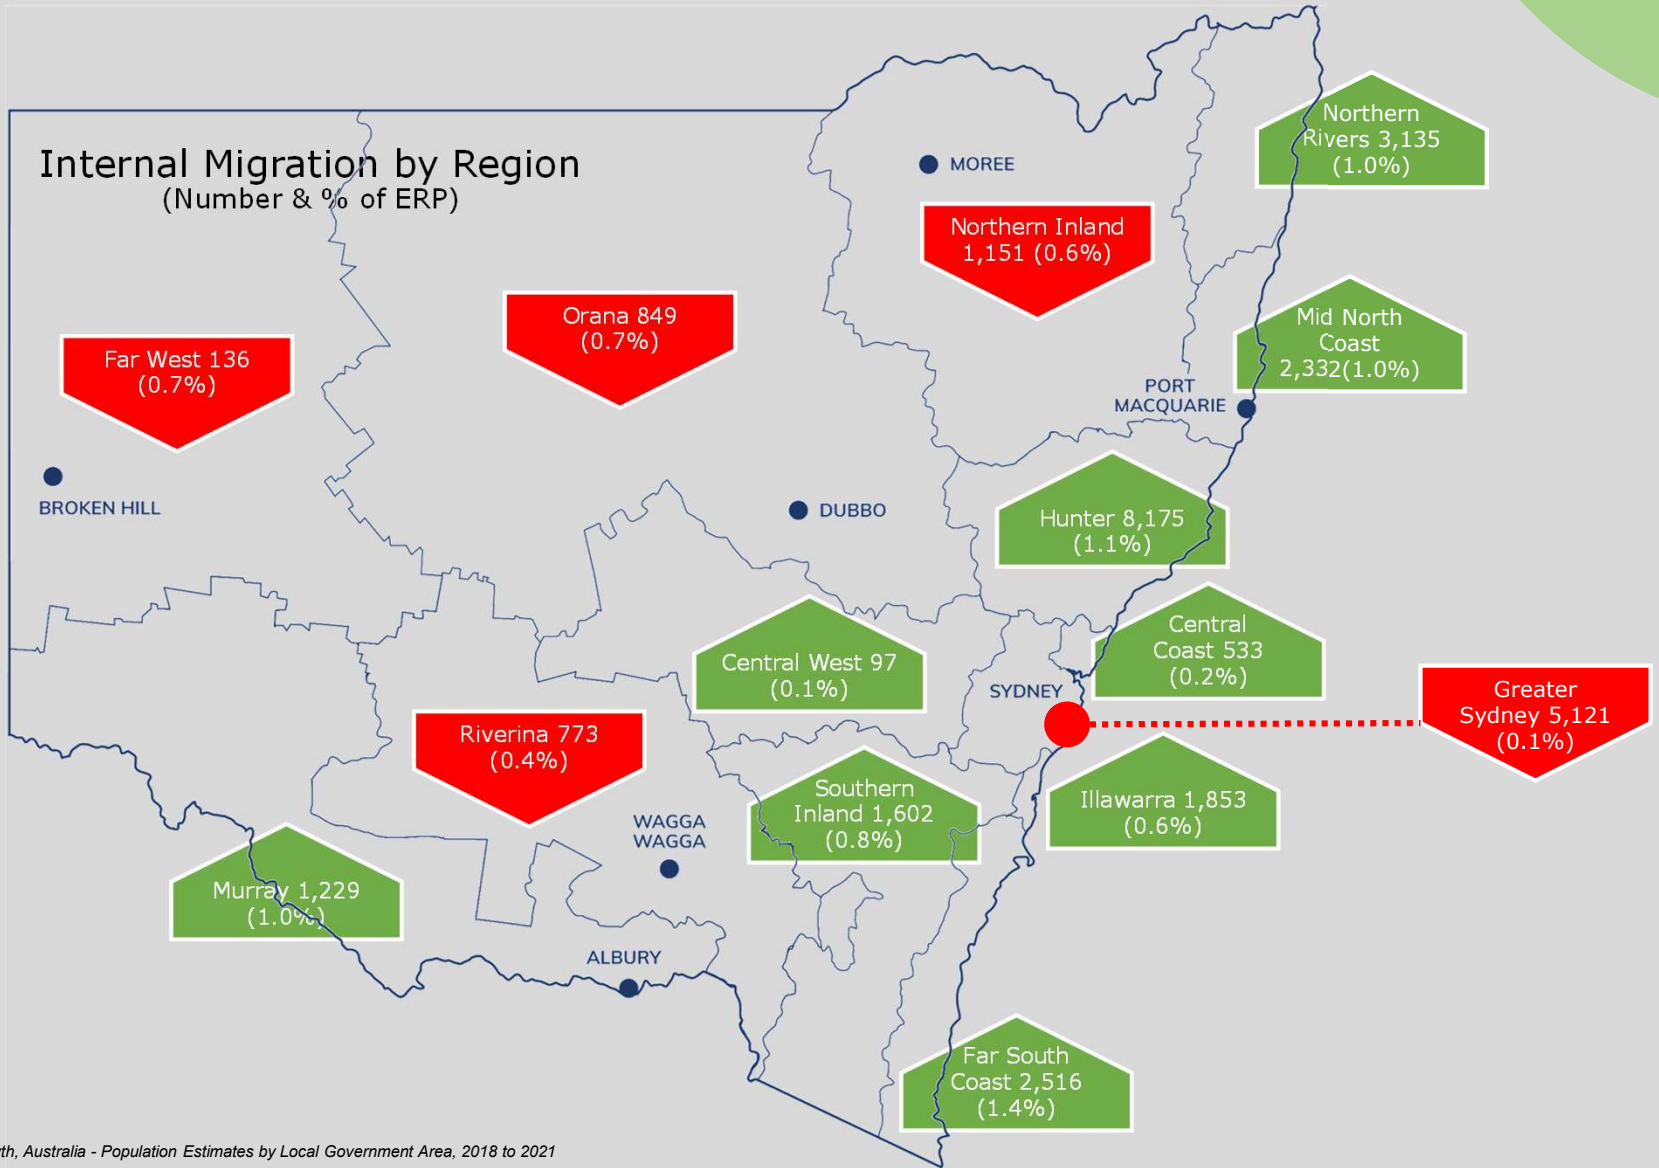 Internal Migration by Region
(Number & % of ERP)
MOREE
Northern
Rivers 3,135
(1.0%)
Northern Inland
1,151 (0.6%)
Orana 849
(0.7%)
Far West 136
(0.7%)
Mid North
Coast
2,332(1.0%)
PORT
MACQUARIE
BROKEN HILL
DUBBO
Hunter 8,175
(1.1%)
Central
Coast 533
(0.2%)
Central West 97
(0.1%)
SYDNEY
Greater
Sydney 5,121
(0.1%)
Riverina 773
(0.4%)
Southern
Inland 1,602
(0.8%)
Illawarra 1,853
(0.6%)
WAGGA
WAGGA
Murray 1,229
(1.0%)
ALBURY
Far South
Coast 2,516
(1.4%)
th, Australia - Population Estimates by Local Government Area, 2018 to 2021